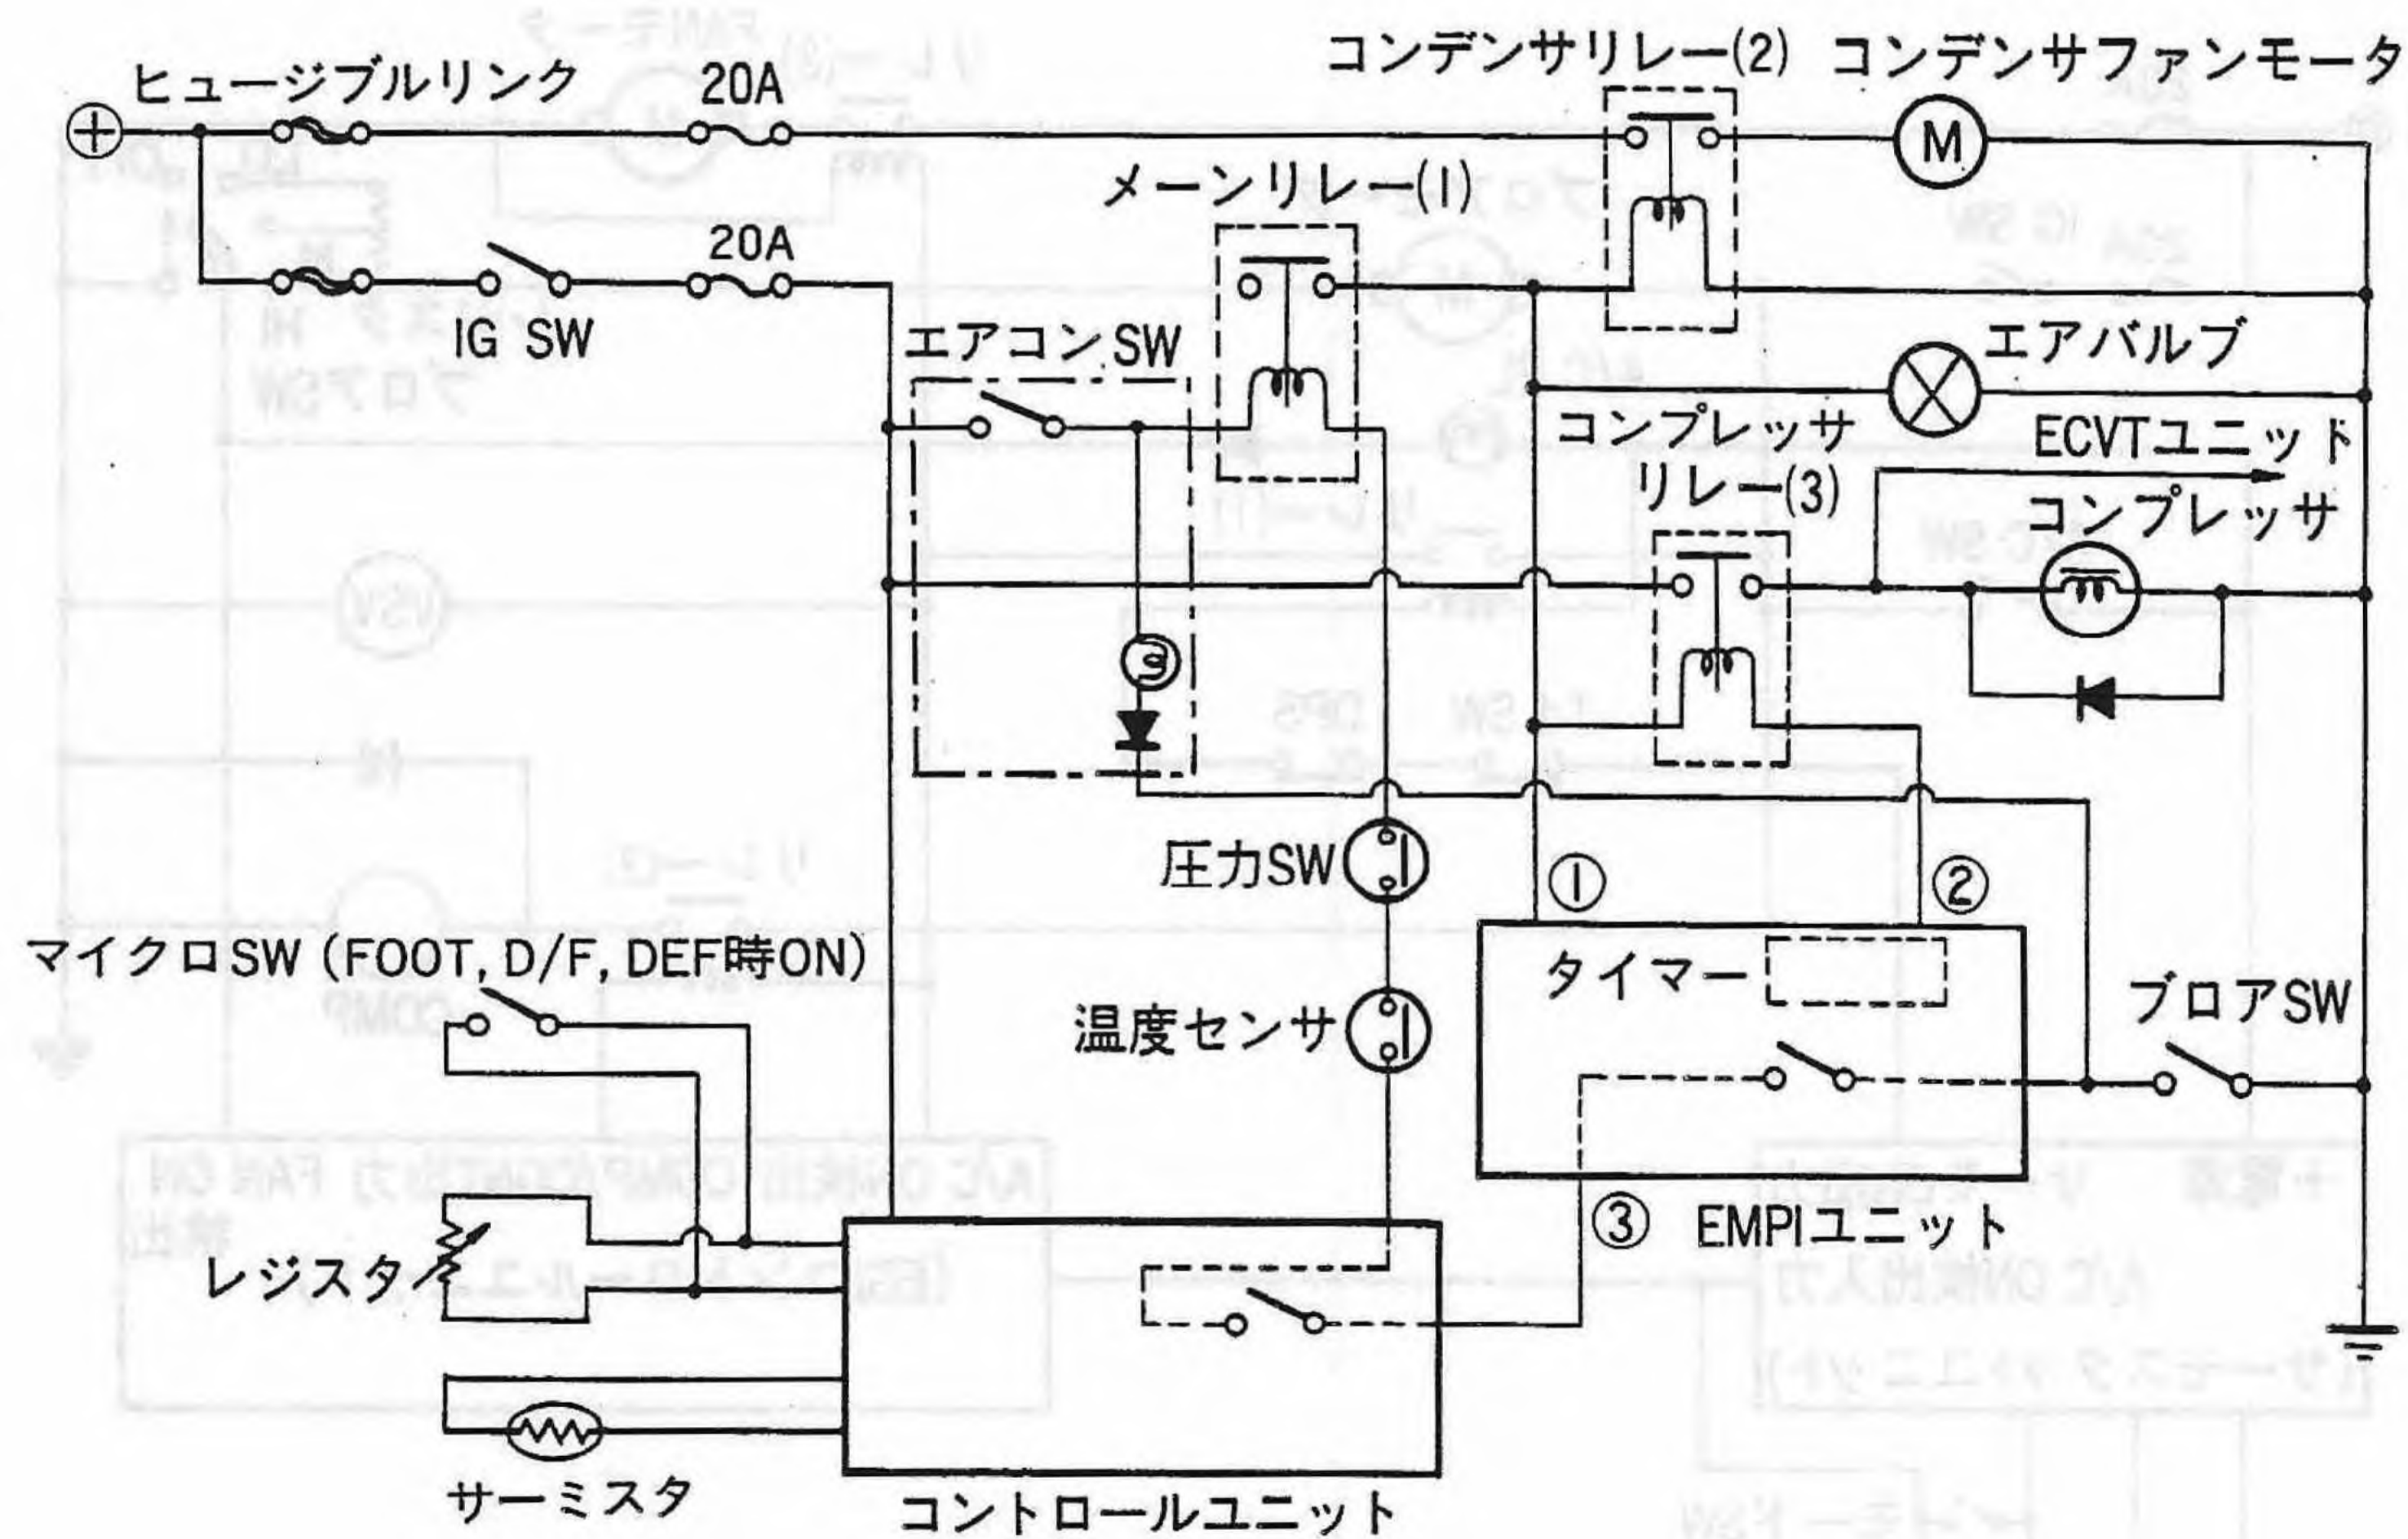 コンデンサリレー(2) コンデンサファンモータ
ヒュージブルリンク 20A
M
メーンリレー(1)
20A
IG SW
エアコンSW
エアバルブ
コンプレッサ
リレー(3)
ECVTユニット
コンプレッサ
圧力SW
① ②
マイクロSW (FOOT, D/F, DEF時ON)
タイマー
ブロアSW
温度センサ
レジスタ
③ EMPIユニット
サーミスタ
コントロールユニット